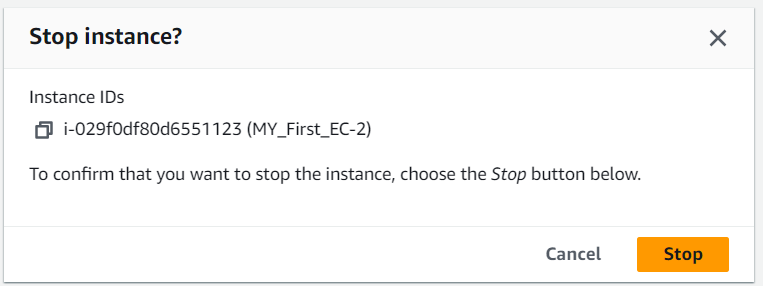 Stop instance?
Instance IDs
i-029f0df80d6551123 (MY_First_EC-2)
To confirm that you want to stop the instance, choose the Stop button below.
Cancel
Stop